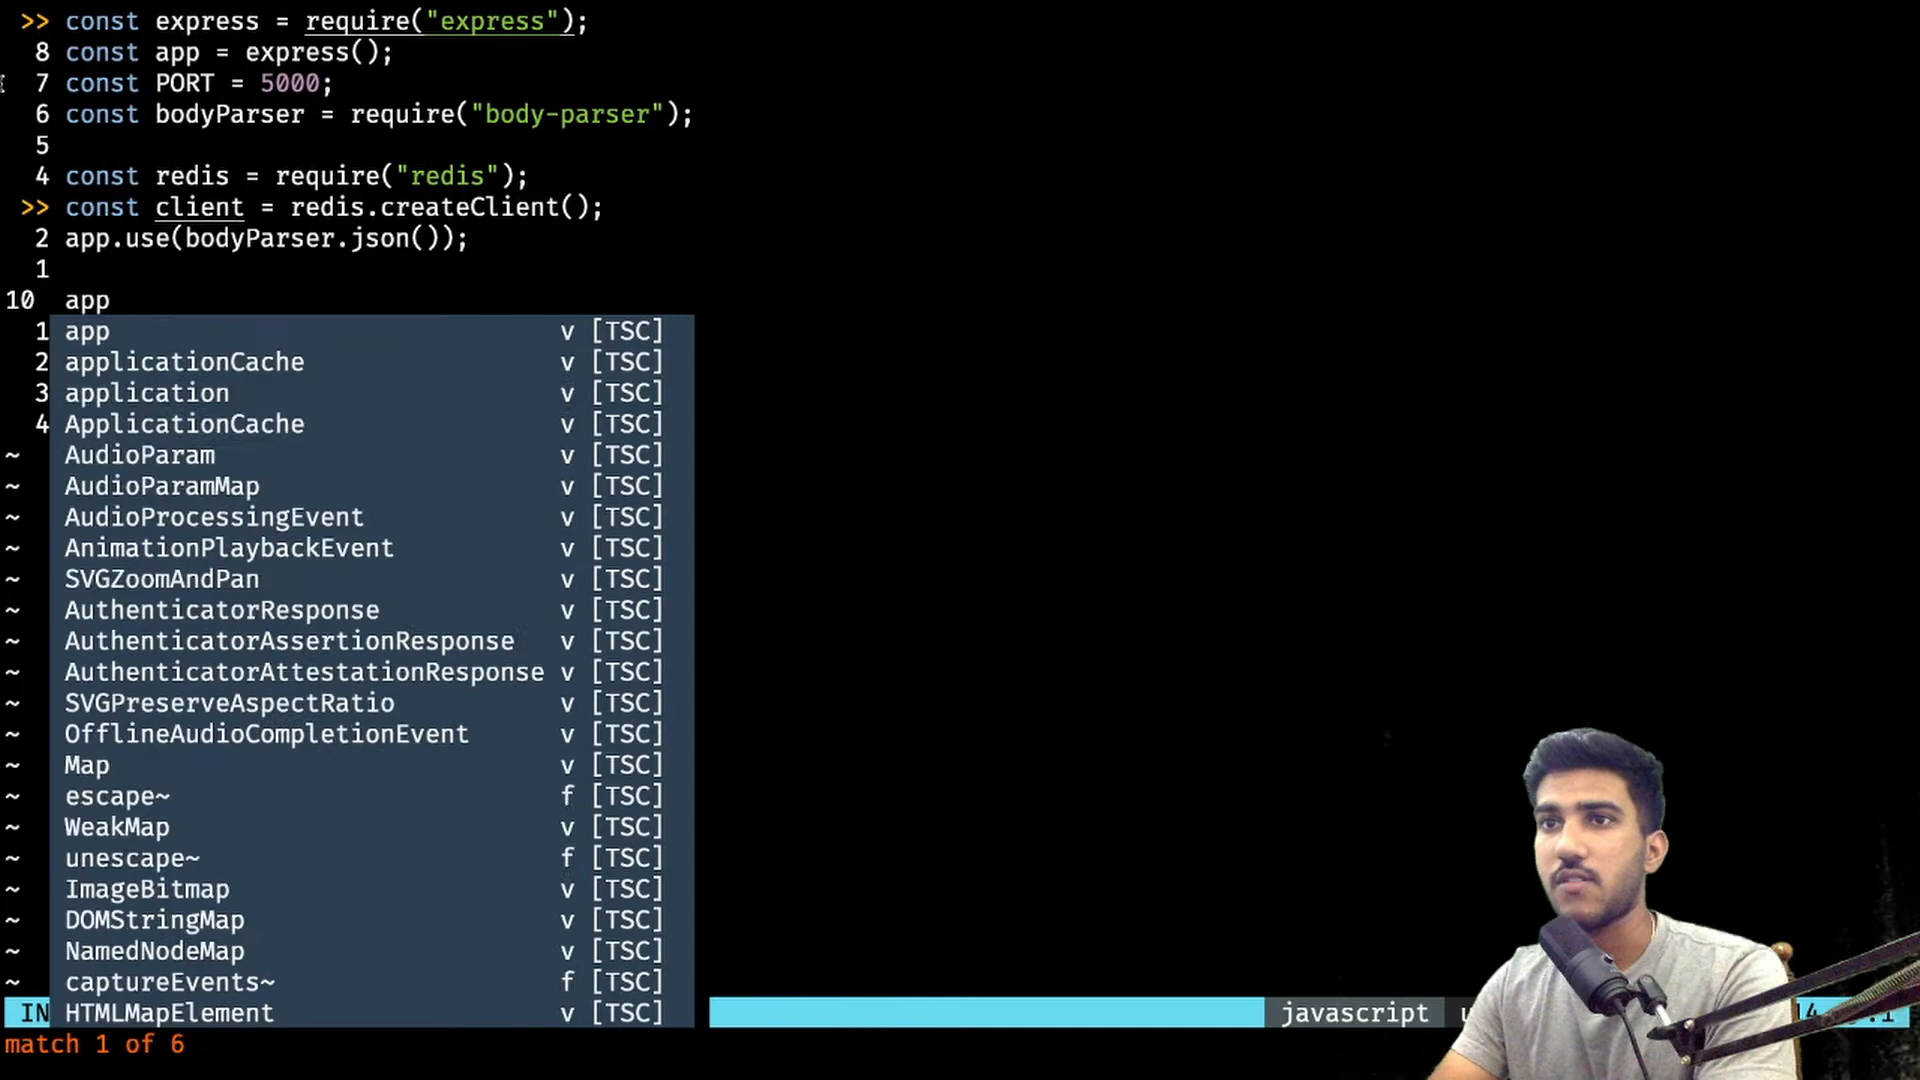 >> const express = require("express");
8 const app = express();
7 const PORT = 5000;
6 const bodyParser = require("body-parser");
5
4 const redis = require("redis");
>> const client = redis.createClient();
2 app.use(bodyParser.json());
1
10 app
1 app v [TSC]
2 applicationCache v [TSC]
3 application v [TSC]
4 ApplicationCache v [TSC]
~ AudioParam v [TSC]
~ AudioParamMap v [TSC]
~ AudioProcessingEvent v [TSC]
~ AnimationPlaybackEvent v [TSC]
~ SVGZoomAndPan v [TSC]
~ AuthenticatorResponse v [TSC]
~ AuthenticatorAssertionResponse v [TSC]
~ AuthenticatorAttestationResponse v [TSC]
~ SVGPreserveAspectRatio v [TSC]
~ OfflineAudioCompletionEvent v [TSC]
~ Map v [TSC]
~ escape~ f [TSC]
~ WeakMap v [TSC]
~ unescape~ f [TSC]
~ ImageBitmap v [TSC]
~ DOMStringMap v [TSC]
~ NamedNodeMap v [TSC]
~ captureEvents~ f [TSC]
IN HTMLMapElement v [TSC] javascript
match 1 of 6